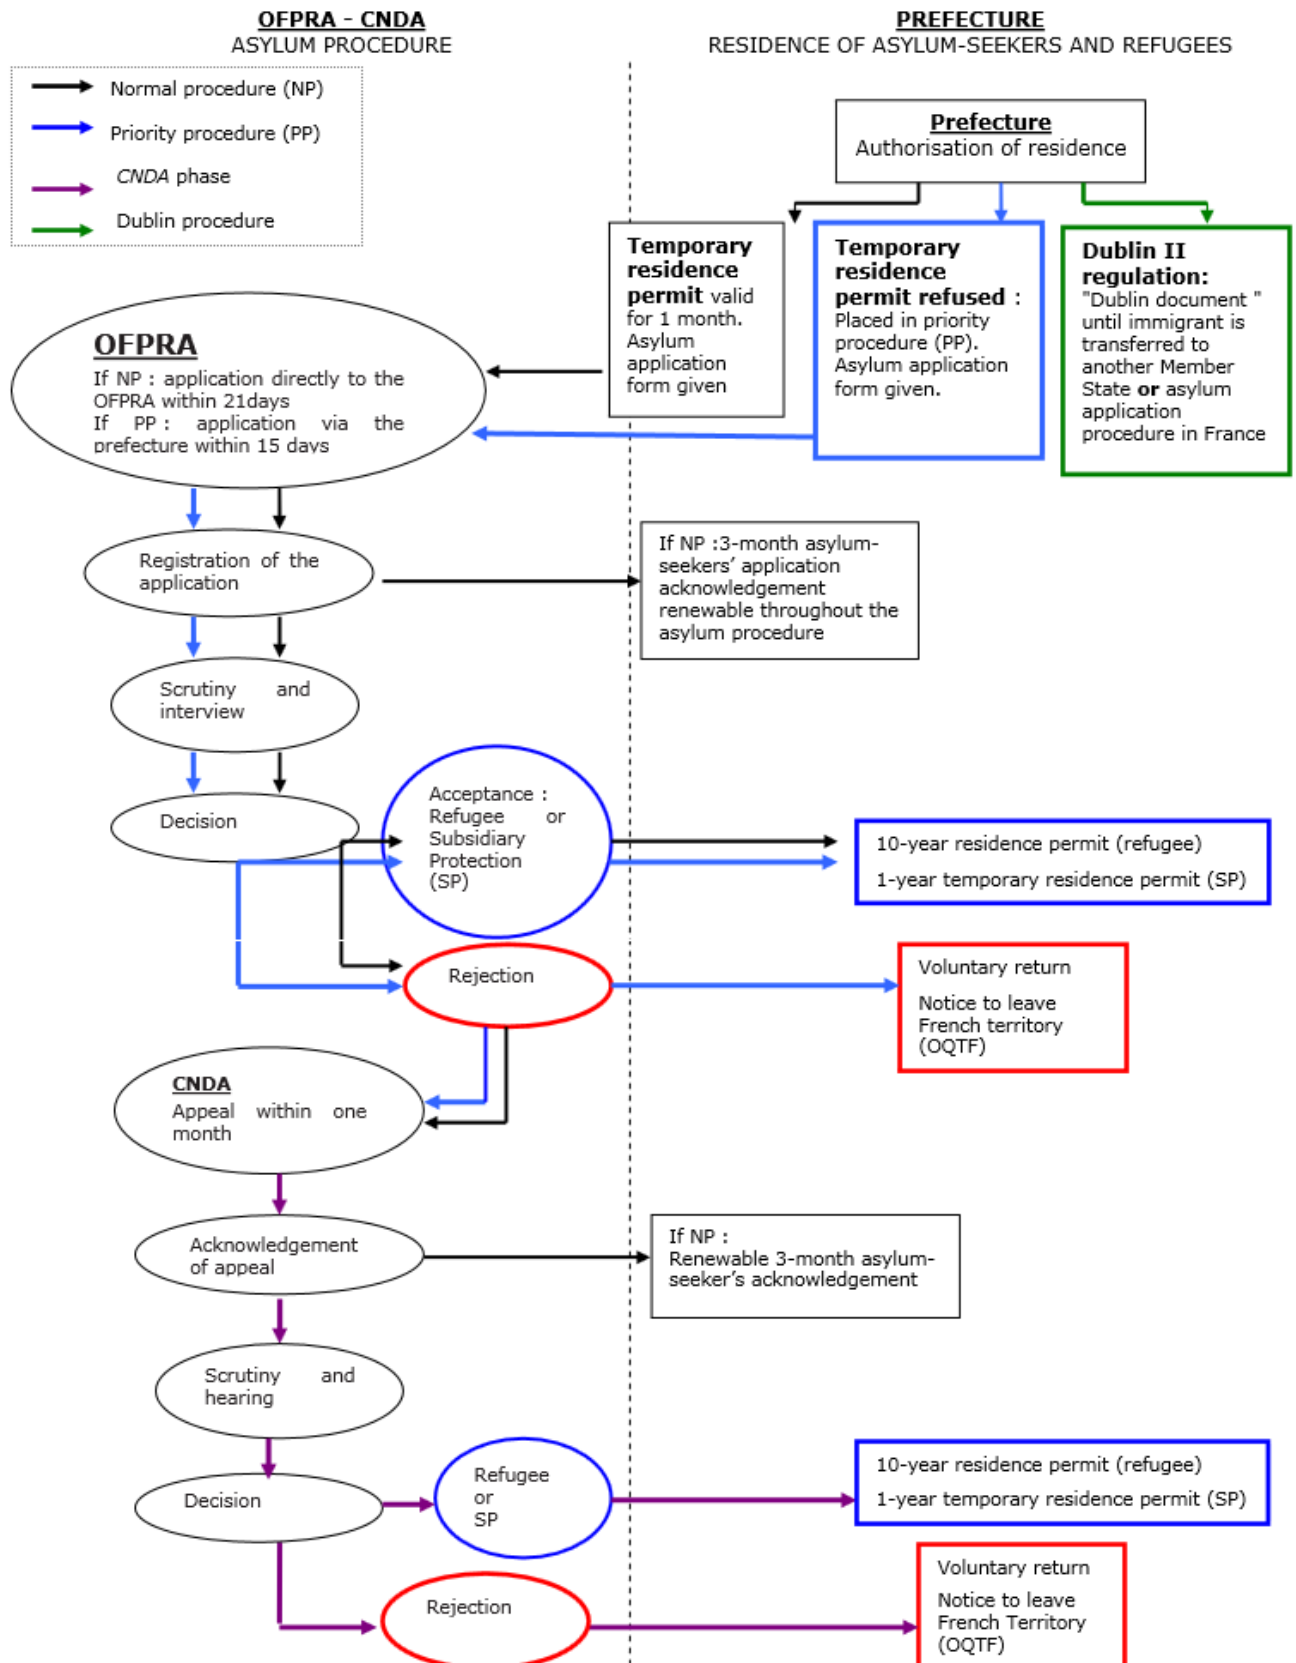 OFPRA - CNDA
ASYLUM PROCEDURE
PREFECTURE
RESIDENCE OF ASYLUM-SEEKERS AND REFUGEES
Normal procedure (NP)
Priority procedure (PP)
CNDA phase
Dublin procedure
Prefecture
Authorisation of residence
Temporary
residence
permit valid
for 1 month.
Asylum
application
form given
Temporary
residence
permit refused :
Placed in priority
procedure (PP).
Asylum application
form given.
Dublin II
regulation:
"Dublin document "
until immigrant is
transferred to
another Member
State or asylum
application
procedure in France
OFPRA
If NP : application directly to the
OFPRA within 21days
If PP : application via the
prefecture within 15 days
Registration of the
application
If NP :3-month asylum-
seekers’ application
acknowledgement
renewable throughout the
asylum procedure
Scrutiny and
interview
Decision
Acceptance :
Refugee or
Subsidiary
Protection
(SP)
10-year residence permit (refugee)
1-year temporary residence permit (SP)
Rejection
Voluntary return
Notice to leave
French territory
(OQTF)
CNDA
Appeal within one
month
Acknowledgement
of appeal
If NP :
Renewable 3-month asylum-
seeker’s acknowledgement
Scrutiny and
hearing
Decision
Refugee
or
SP
10-year residence permit (refugee)
1-year temporary residence permit (SP)
Rejection
Voluntary return
Notice to leave
French Territory
(OQTF)